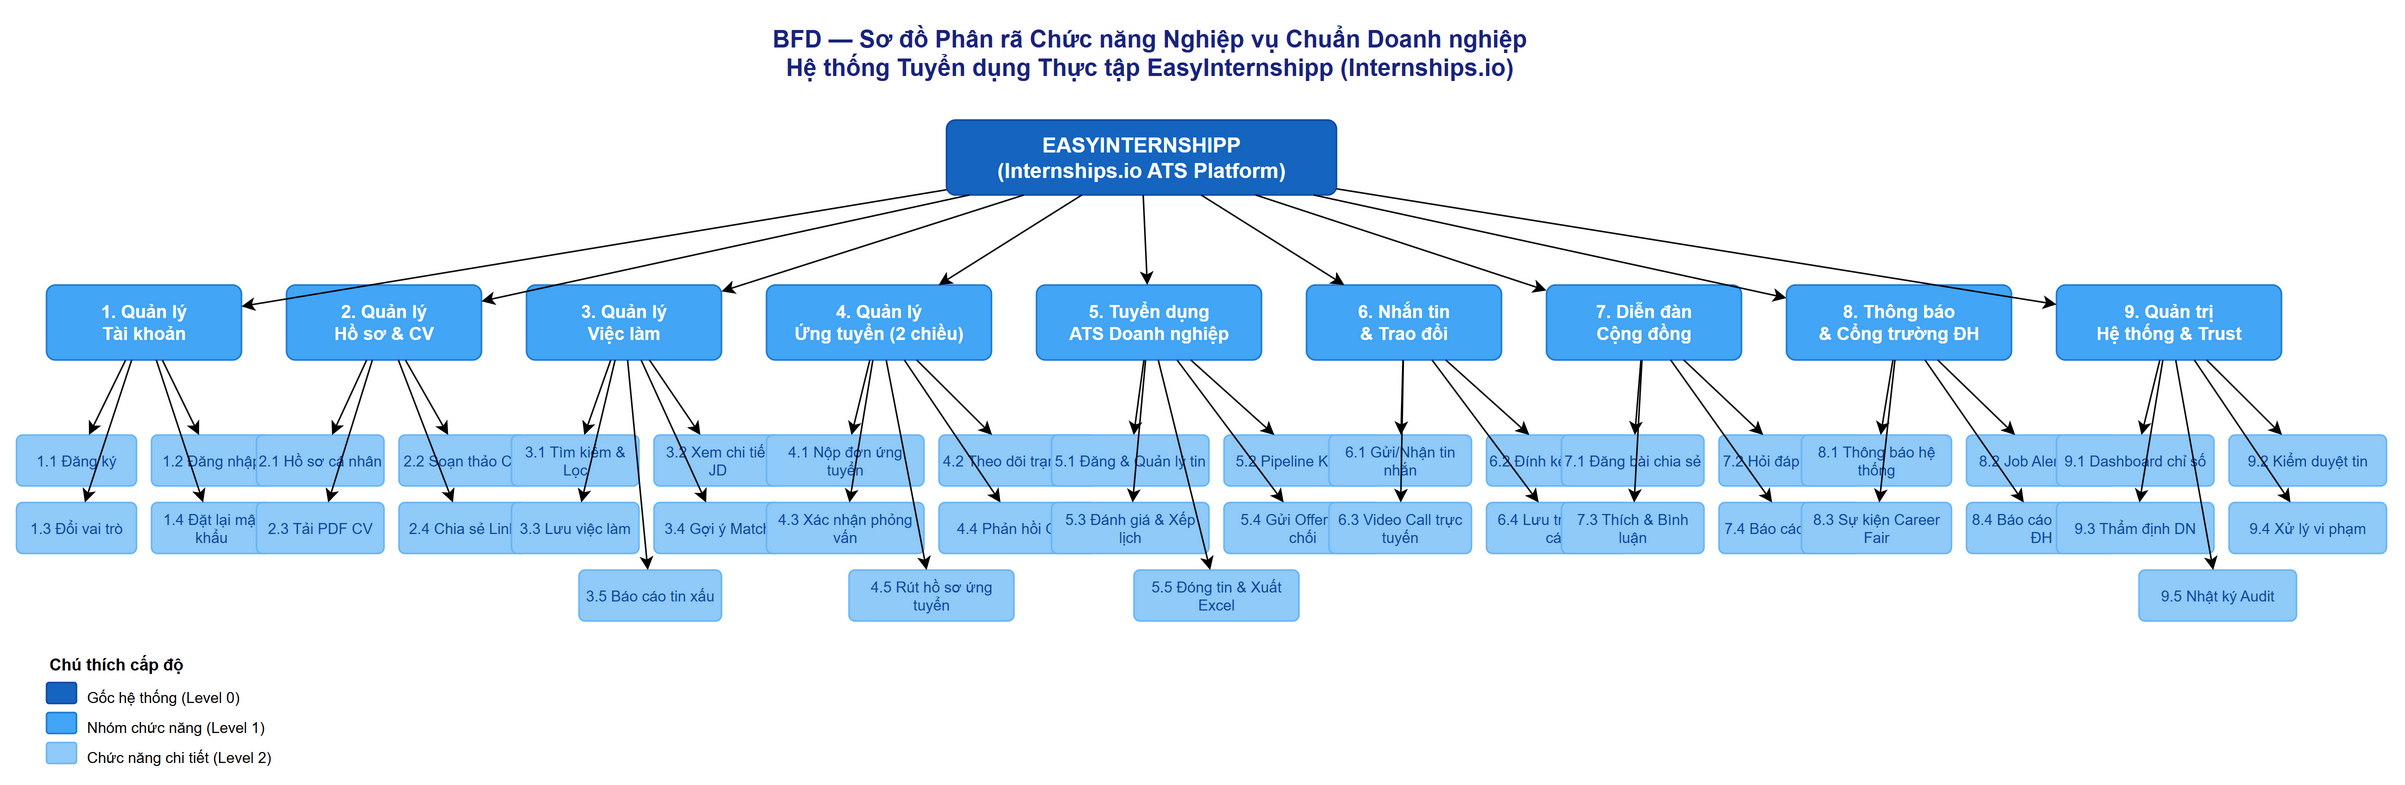 BFD — Sơ đồ Phân rã Chức năng Nghiệp vụ Chuẩn Doanh nghiệp
Hệ thống Tuyển dụng Thực tập EasyInternshipp (Internships.io)
EASYINTERNSHIPP
(Internships.io ATS Platform)
1. Quản lý
Tài khoản
2. Quản lý
Hồ sơ & CV
3. Quản lý
Việc làm
4. Quản lý
Ứng tuyển (2 chiều)
5. Tuyển dụng
ATS Doanh nghiệp
6. Nhắn tin
& Trao đổi
7. Diễn đàn
Cộng đồng
8. Thông báo
& Cổng trường ĐH
9. Quản trị
Hệ thống & Trust
1.1 Đăng ký
1.2 Đăng nhập
2.1 Hồ sơ cá nhân
2.2 Soạn thảo
3.1 Tìm kiếm &
Lọc
3.2 Xem chi
JD
4.1 Nộp đơn ứng
tuyển
4.2 Theo dõi
5.1 Đăng & Quản lý tin
5.2 Pipeline
6.1 Gửi/Nhận tin
nhắn
6.2 Đính
7.1 Đăng bài chia sẻ
7.2 Hỏi đáp
8.1 Thông báo hệ
thống
8.2 Job
9.1 Dashboard chỉ số
9.2 Kiểm duyệt tin
1.3 Đổi vai trò
1.4 Đặt lại
khẩu
2.3 Tải PDF CV
2.4 Chia sẻ
3.3 Lưu việc làm
3.4 Gợi ý Match
4.3 Xác nhận phỏng
vấn
4.4 Phản hồi
5.3 Đánh giá & Xếp
lịch
5.4 Gửi Offer
chối
6.3 Video Call trực
tuyến
6.4 Lưu
7.3 Thích & Bình
luận
7.4 Báo
8.3 Sự kiện Career
Fair
8.4 Báo cáo
ĐH
9.3 Thẩm định DN
9.4 Xử lý vi phạm
3.5 Báo cáo tin xấu
4.5 Rút hồ sơ ứng
tuyển
5.5 Đóng tin & Xuất
Excel
9.5 Nhật ký Audit
Chú thích cấp độ
Gốc hệ thống (Level 0)
Nhóm chức năng (Level 1)
Chức năng chi tiết (Level 2)